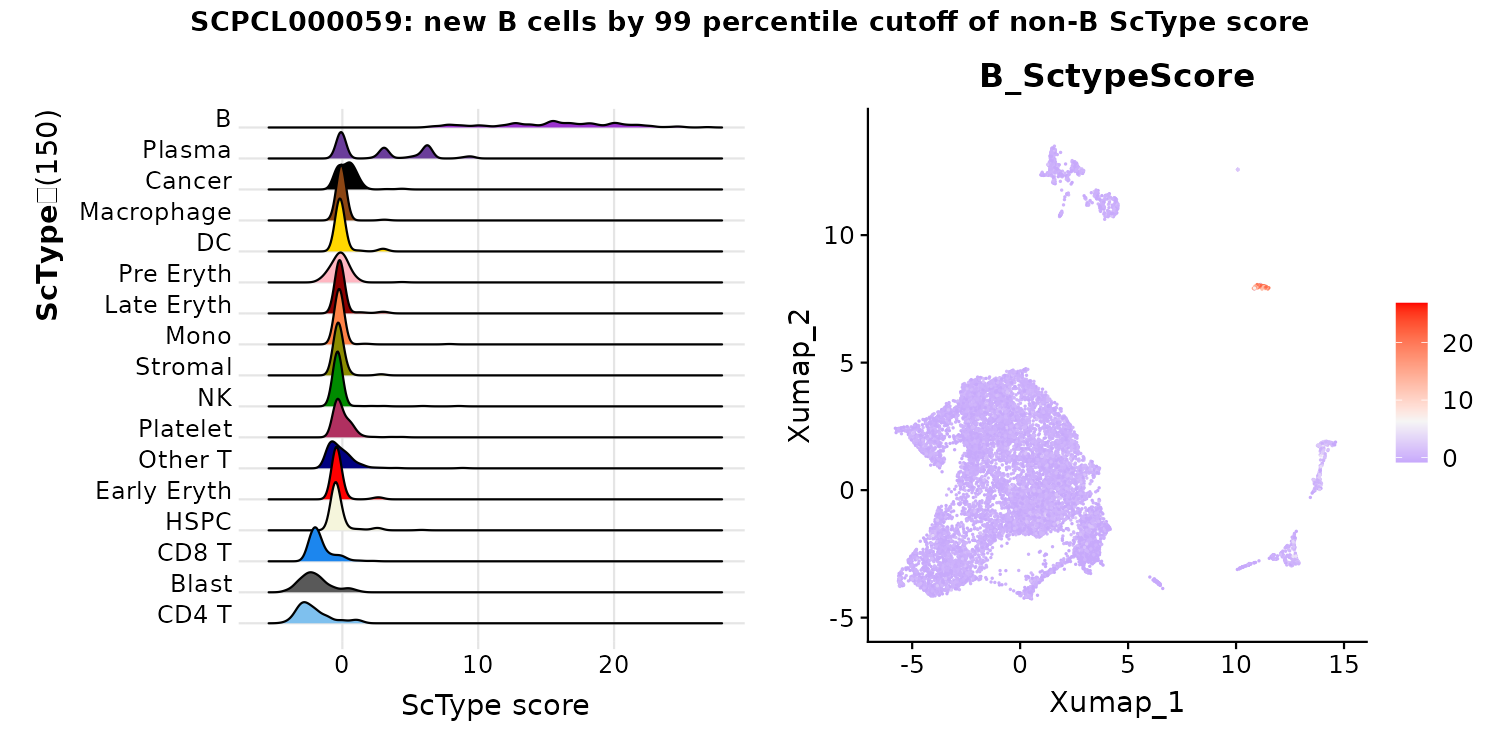 SCPCL000059: new B cells by 99 percentile cutoff of non-B ScType score
ScType□(150)
B
Plasma
Cancer
Macrophage
DC
Pre Eryth
Late Eryth
Mono
Stromal
NK
Platelet
Other T
Early Eryth
HSPC
CD8 T
Blast
CD4 T
0 10 20
ScType score
B_SctypeScore
Xumap_2
10
5
0
-5
-5 0 5 10 15
Xumap_1
20
10
0